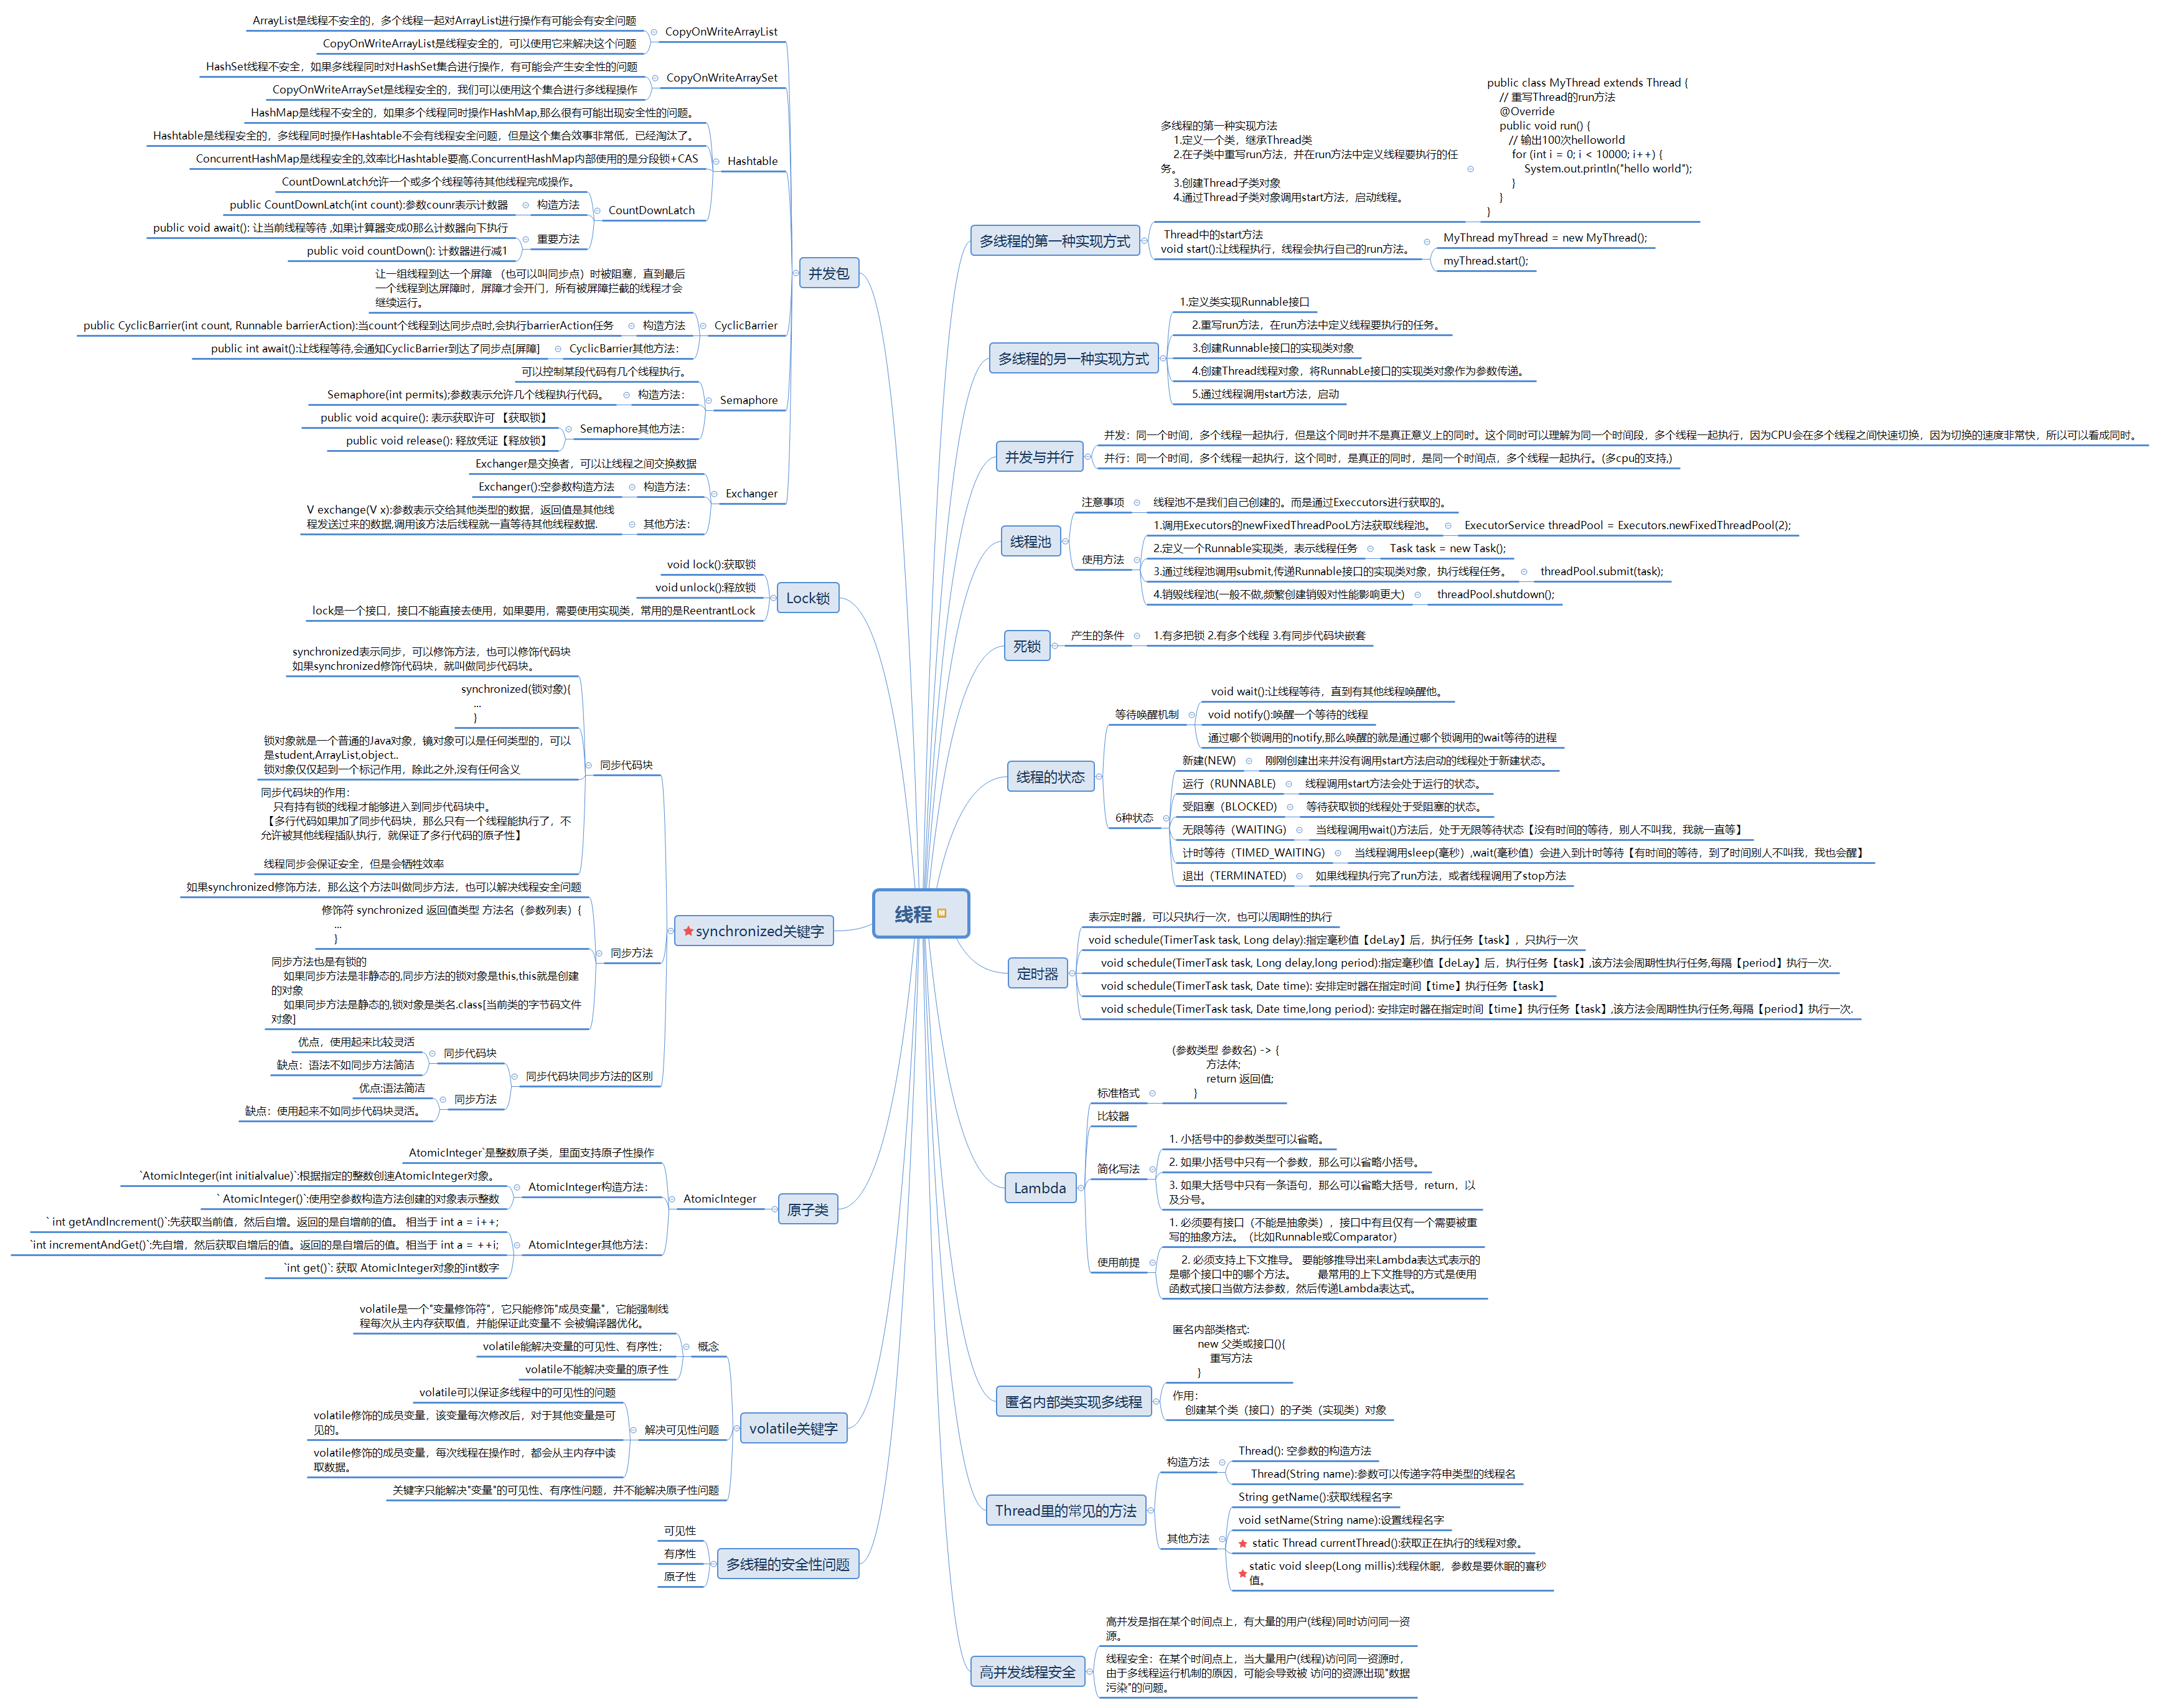 线程
多线程的第一种实现方式
多线程的第一种实现方法
1.定义一个类，继承Thread类
2.在子类中重写run方法，并在run方法中定义线程要执行的任
务。
3.创建Thread子类对象
4.通过Thread子类对象调用start方法，启动线程。
public class MyThread extends Thread {
// 重写Thread的run方法
@Override
public void run() {
// 输出100次helloworld
for (int i = 0; i < 10000; i++) {
System.out.println("hello world");
}
}
}
Thread中的start方法
void start():让线程执行，线程会执行自己的run方法。
MyThread myThread = new MyThread();
myThread.start();
多线程的另一种实现方式
1.定义类实现Runnable接口
2.重写run方法，在run方法中定义线程要执行的任务。
3.创建Runnable接口的实现类对象
4.创建Thread线程对象，将RunnabLe接口的实现类对象作为参数传递。
5.通过线程调用start方法，启动
并发与并行
并发：同一个时间，多个线程一起执行，但是这个同时并不是真正意义上的同时。这个同时可以理解为同一个时间段，多个线程一起执行，因为CPU会在多个线程之间快速切换，因为切换的速度非常快，所以可以看成同时。
并行：同一个时间，多个线程一起执行，这个同时，是真正的同时，是同一个时间点，多个线程一起执行。(多cpu的支持,)
线程池
注意事项
线程池不是我们自己创建的。而是通过Execcutors进行获取的。
使用方法
1.调用Executors的newFixedThreadPooL方法获取线程池。
ExecutorService threadPool = Executors.newFixedThreadPool(2);
2.定义一个Runnable实现类，表示线程任务
Task task = new Task();
3.通过线程池调用submit,传递Runnable接口的实现类对象，执行线程任务。
threadPool.submit(task);
4.销毁线程池(一般不做,频繁创建销毁对性能影响更大)
threadPool.shutdown();
死锁
产生的条件
1.有多把锁 2.有多个线程 3.有同步代码块嵌套
线程的状态
等待唤醒机制
void wait():让线程等待，直到有其他线程唤醒他。
void notify():唤醒一个等待的线程
通过哪个锁调用的notify,那么唤醒的就是通过哪个锁调用的wait等待的进程
6种状态
新建(NEW)
刚刚创建出来并没有调用start方法启动的线程处于新建状态。
运行（RUNNABLE)
线程调用start方法会处于运行的状态。
受阻塞（BLOCKED)
等待获取锁的线程处于受阻塞的状态。
无限等待（WAITING)
当线程调用wait()方法后，处于无限等待状态【没有时间的等待，别人不叫我，我就一直等】
计时等待（TIMED_WAITING)
当线程调用sleep(毫秒）,wait(毫秒值）会进入到计时等待【有时间的等待，到了时间别人不叫我，我也会醒】
退出（TERMINATED)
如果线程执行完了run方法，或者线程调用了stop方法
定时器
表示定时器，可以只执行一次，也可以周期性的执行
void schedule(TimerTask task, Long delay):指定毫秒值【deLay】后，执行任务【task】，只执行一次
void schedule(TimerTask task, Long delay,long period):指定毫秒值【deLay】后，执行任务【task】,该方法会周期性执行任务,每隔【period】执行一次.
void schedule(TimerTask task, Date time): 安排定时器在指定时间【time】执行任务【task】
void schedule(TimerTask task, Date time,long period): 安排定时器在指定时间【time】执行任务【task】,该方法会周期性执行任务,每隔【period】执行一次.
Lambda
标准格式
(参数类型 参数名) -> {
方法体;
return 返回值;
}
比较器
简化写法
1. 小括号中的参数类型可以省略。
2. 如果小括号中只有一个参数，那么可以省略小括号。
3. 如果大括号中只有一条语句，那么可以省略大括号，return，以
及分号。
使用前提
1. 必须要有接口（不能是抽象类），接口中有且仅有一个需要被重
写的抽象方法。（比如Runnable或Comparator）
2. 必须支持上下文推导。 要能够推导出来Lambda表达式表示的
是哪个接口中的哪个方法。 最常用的上下文推导的方式是使用
函数式接口当做方法参数，然后传递Lambda表达式。
匿名内部类实现多线程
匿名内部类格式:
new 父类或接口(){
重写方法
}
作用：
创建某个类（接口）的子类（实现类）对象
Thread里的常见的方法
构造方法
Thread(): 空参数的构造方法
Thread(String name):参数可以传递字符申类型的线程名
其他方法
String getName():获取线程名字
void setName(String name):设置线程名字
static Thread currentThread():获取正在执行的线程对象。
static void sleep(Long millis):线程休眠，参数是要休眠的喜秒
值。
高并发线程安全
高并发是指在某个时间点上，有大量的用户(线程)同时访问同一资
源。
线程安全：在某个时间点上，当大量用户(线程)访问同一资源时，
由于多线程运行机制的原因，可能会导致被 访问的资源出现"数据
污染"的问题。
并发包
CopyOnWriteArrayList
ArrayList是线程不安全的，多个线程一起对ArrayList进行操作有可能会有安全问题
CopyOnWriteArrayList是线程安全的，可以使用它来解决这个问题
CopyOnWriteArraySet
HashSet线程不安全，如果多线程同时对HashSet集合进行操作，有可能会产生安全性的问题
CopyOnWriteArraySet是线程安全的，我们可以使用这个集合进行多线程操作
Hashtable
HashMap是线程不安全的，如果多个线程同时操作HashMap,那么很有可能出现安全性的问题。
Hashtable是线程安全的，多线程同时操作Hashtable不会有线程安全问题，但是这个集合效事非常低，已经淘汰了。
ConcurrentHashMap是线程安全的,效率比Hashtable要高.ConcurrentHashMap内部使用的是分段锁+CAS
CountDownLatch
CountDownLatch允许一个或多个线程等待其他线程完成操作。
构造方法
public CountDownLatch(int count):参数counr表示计数器
重要方法
public void await(): 让当前线程等待 ,如果计算器变成0那么计数器向下执行
public void countDown(): 计数器进行减1
CyclicBarrier
让一组线程到达一个屏障 （也可以叫同步点）时被阻塞，直到最后
一个线程到达屏障时，屏障才会开门，所有被屏障拦截的线程才会
继续运行。
构造方法
public CyclicBarrier(int count, Runnable barrierAction):当count个线程到达同步点时,会执行barrierAction任务
CyclicBarrier其他方法：
public int await():让线程等待,会通知CyclicBarrier到达了同步点[屏障]
Semaphore
可以控制某段代码有几个线程执行。
构造方法：
Semaphore(int permits);参数表示允许几个线程执行代码。
Semaphore其他方法：
public void acquire(): 表示获取许可 【获取锁】
public void release(): 释放凭证【释放锁】
Exchanger
Exchanger是交换者，可以让线程之间交换数据
构造方法：
Exchanger():空参数构造方法
其他方法：
V exchange(V x):参数表示交给其他类型的数据，返回值是其他线
程发送过来的数据,调用该方法后线程就一直等待其他线程数据.
Lock锁
void lock():获取锁
void unlock():释放锁
lock是一个接口，接口不能直接去使用，如果要用，需要使用实现类，常用的是ReentrantLock
synchronized关键字
同步代码块
synchronized表示同步，可以修饰方法，也可以修饰代码块
如果synchronized修饰代码块，就叫做同步代码块。
synchronized(锁对象){
...
}
锁对象就是一个普通的Java对象，镜对象可以是任何类型的，可以
是student,ArrayList,object..
锁对象仅仅起到一个标记作用，除此之外,没有任何含义
同步代码块的作用：
只有持有锁的线程才能够进入到同步代码块中。
【多行代码如果加了同步代码块，那么只有一个线程能执行了，不
允许被其他线程插队执行，就保证了多行代码的原子性】
线程同步会保证安全，但是会牺牲效率
同步方法
如果synchronized修饰方法，那么这个方法叫做同步方法，也可以解决线程安全问题
修饰符 synchronized 返回值类型 方法名（参数列表）{
...
}
同步方法也是有锁的
如果同步方法是非静态的,同步方法的锁对象是this,this就是创建
的对象
如果同步方法是静态的,锁对象是类名.class[当前类的字节码文件
对象]
同步代码块同步方法的区别
同步代码块
优点，使用起来比较灵活
缺点：语法不如同步方法简洁
同步方法
优点:语法简洁
缺点：使用起来不如同步代码块灵活。
原子类
AtomicInteger
AtomicInteger`是整数原子类，里面支持原子性操作
AtomicInteger构造方法：
`AtomicInteger(int initialvalue)`:根据指定的整数创速AtomicInteger对象。
` AtomicInteger()`:使用空参数构造方法创建的对象表示整数
AtomicInteger其他方法：
` int getAndIncrement()`:先获取当前值，然后自增。返回的是自增前的值。 相当于 int a = i++;
`int incrementAndGet()`:先自增，然后获取自增后的值。返回的是自增后的值。相当于 int a = ++i;
`int get()`: 获取 AtomicInteger对象的int数字
volatile关键字
概念
volatile是一个"变量修饰符"，它只能修饰"成员变量"，它能强制线
程每次从主内存获取值，并能保证此变量不 会被编译器优化。
volatile能解决变量的可见性、有序性；
volatile不能解决变量的原子性
解决可见性问题
volatile可以保证多线程中的可见性的问题
volatile修饰的成员变量，该变量每次修改后，对于其他变量是可
见的。
volatile修饰的成员变量，每次线程在操作时，都会从主内存中读
取数据。
关键字只能解决"变量"的可见性、有序性问题，并不能解决原子性问题
多线程的安全性问题
可见性
有序性
原子性